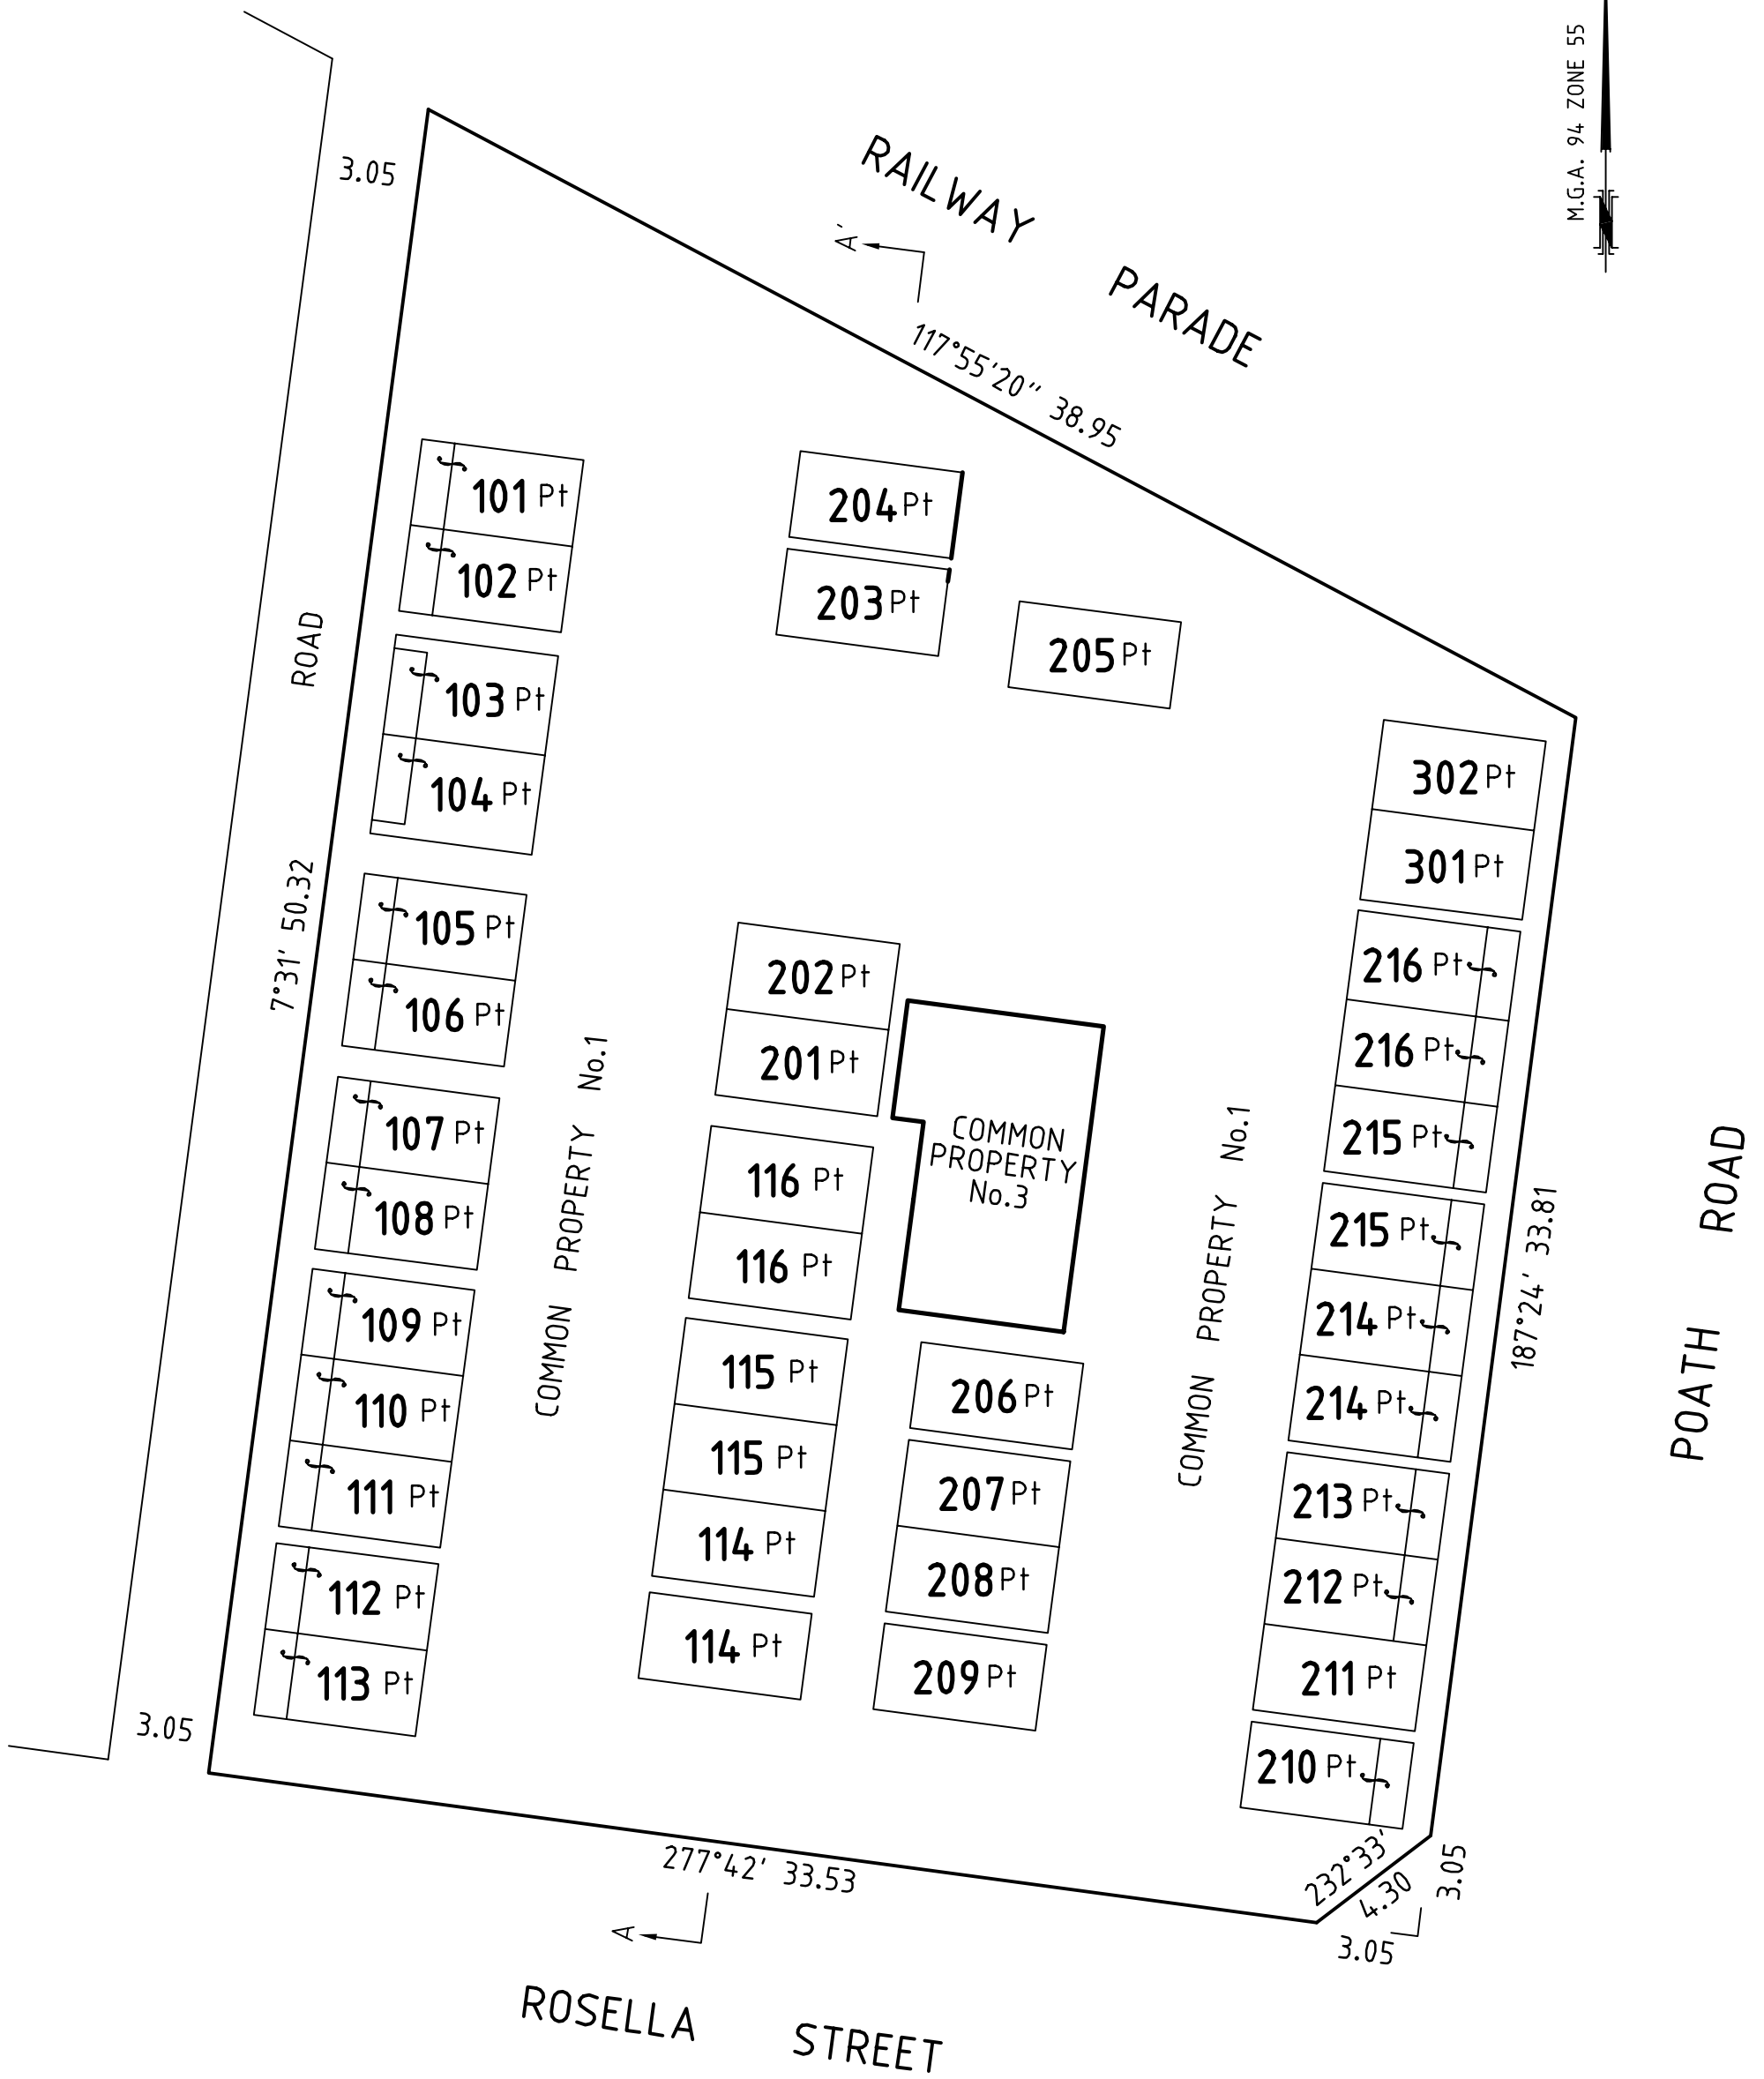 M.G.A. 94 ZONE 55
RAILWAY PARADE
3.05
A'
117°55'20'' 38.95
101 Pt
102 Pt
103 Pt
104 Pt
105 Pt
106 Pt
107 Pt
108 Pt
109 Pt
110 Pt
111 Pt
112 Pt
113 Pt
ROAD
7°31' 50.32
3.05
COMMON PROPERTY No.1
204 Pt
203 Pt
205 Pt
202 Pt
201 Pt
116 Pt
116 Pt
115 Pt
115 Pt
114 Pt
114 Pt
COMMON
PROPERTY
No.3
206 Pt
207 Pt
208 Pt
209 Pt
COMMON PROPERTY No.1
302 Pt
301 Pt
216 Pt
216 Pt
215 Pt
215 Pt
214 Pt
214 Pt
213 Pt
212 Pt
211 Pt
210 Pt
187°24' 33.81
POATH ROAD
277°42' 33.53
232°33'
4.30
3.05
3.05
A
ROSELLA STREET